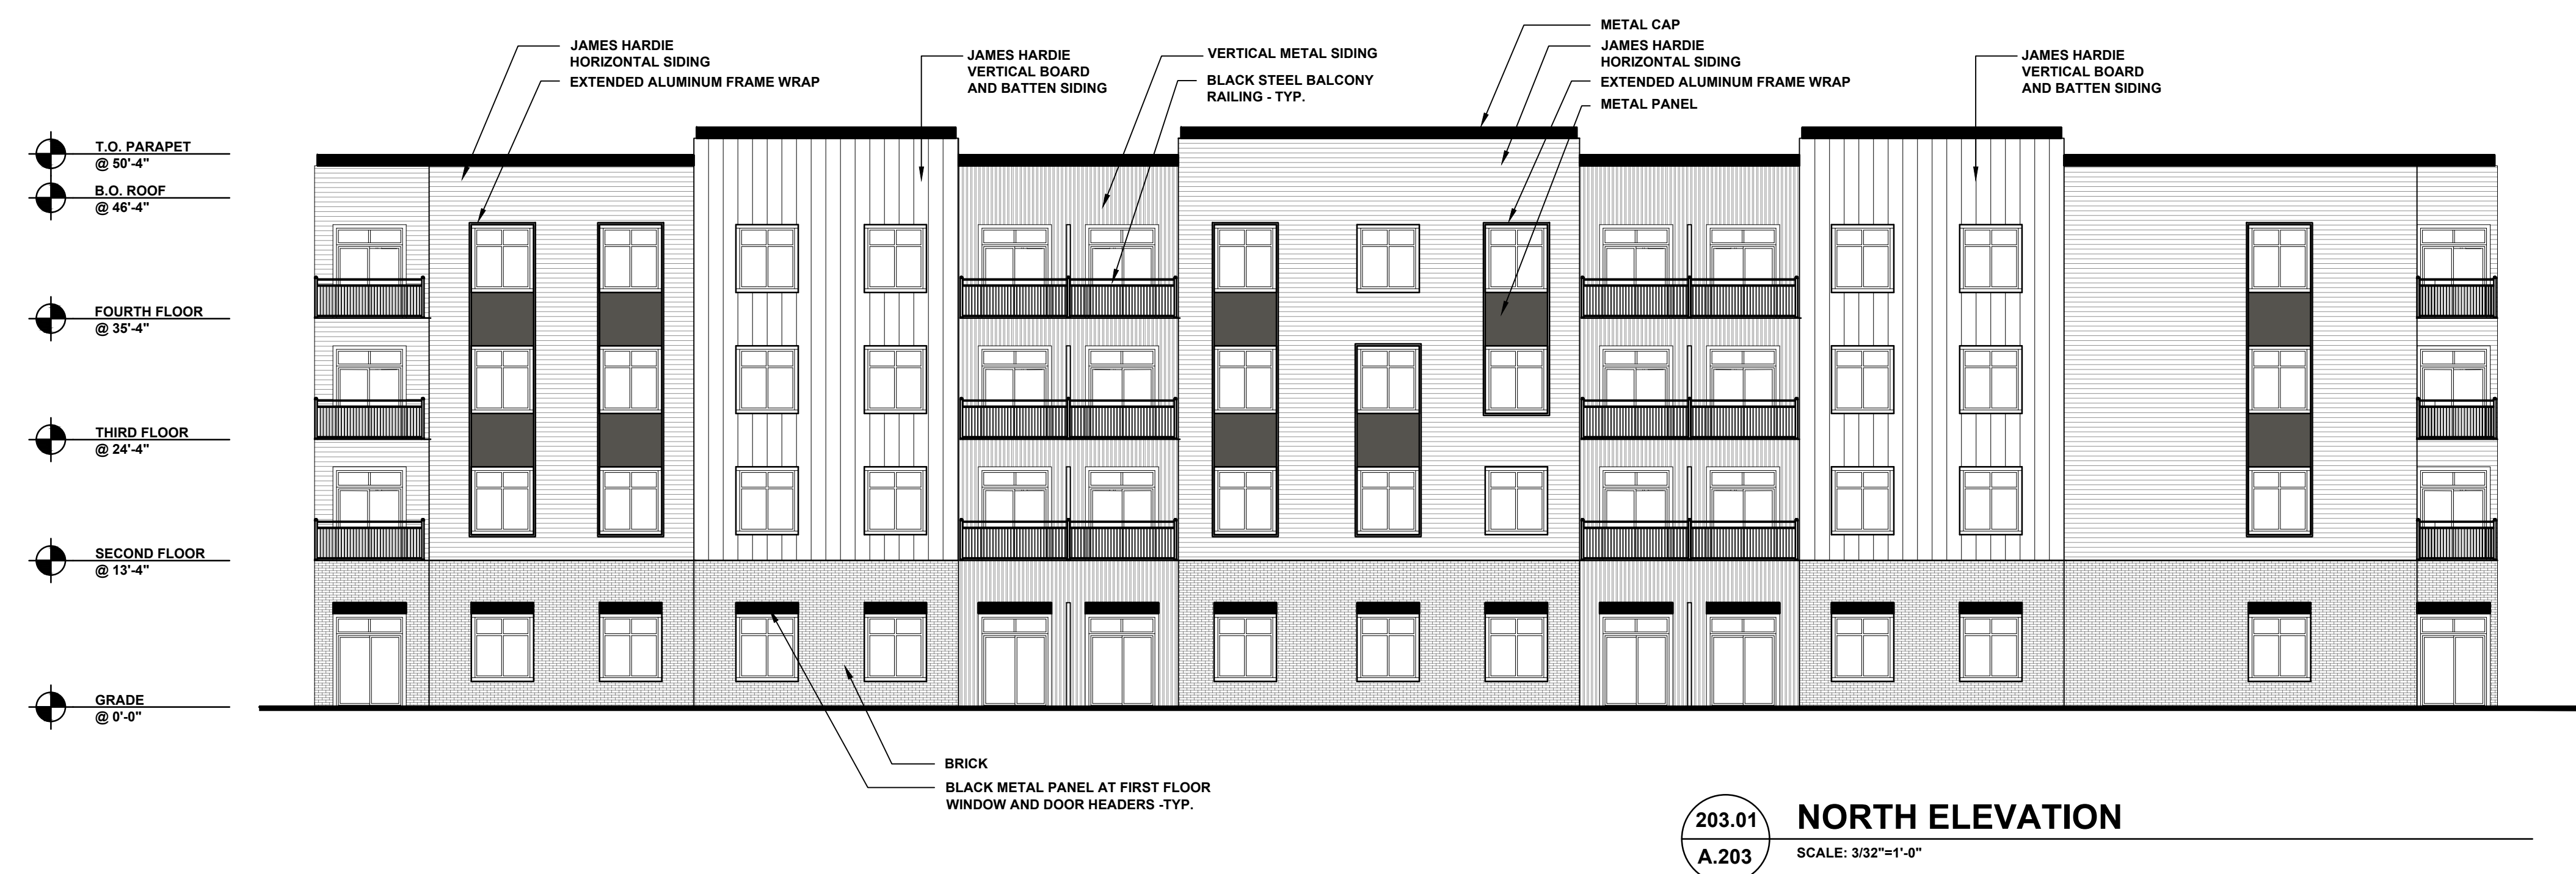 METAL CAP
JAMES HARDIE
HORIZONTAL SIDING
EXTENDED ALUMINUM FRAME WRAP
JAMES HARDIE
VERTICAL BOARD
AND BATTEN SIDING
VERTICAL METAL SIDING
BLACK STEEL BALCONY
RAILING - TYP.
JAMES HARDIE
HORIZONTAL SIDING
EXTENDED ALUMINUM FRAME WRAP
METAL PANEL
JAMES HARDIE
VERTICAL BOARD
AND BATTEN SIDING
T.O. PARAPET
@ 50'-4"
B.O. ROOF
@ 46'-4"
FOURTH FLOOR
@ 35'-4"
THIRD FLOOR
@ 24'-4"
SECOND FLOOR
@ 13'-4"
GRADE
@ 0'-0"
BRICK
BLACK METAL PANEL AT FIRST FLOOR
WINDOW AND DOOR HEADERS -TYP.
203.01
A.203
NORTH ELEVATION
SCALE: 3/32"=1'-0"